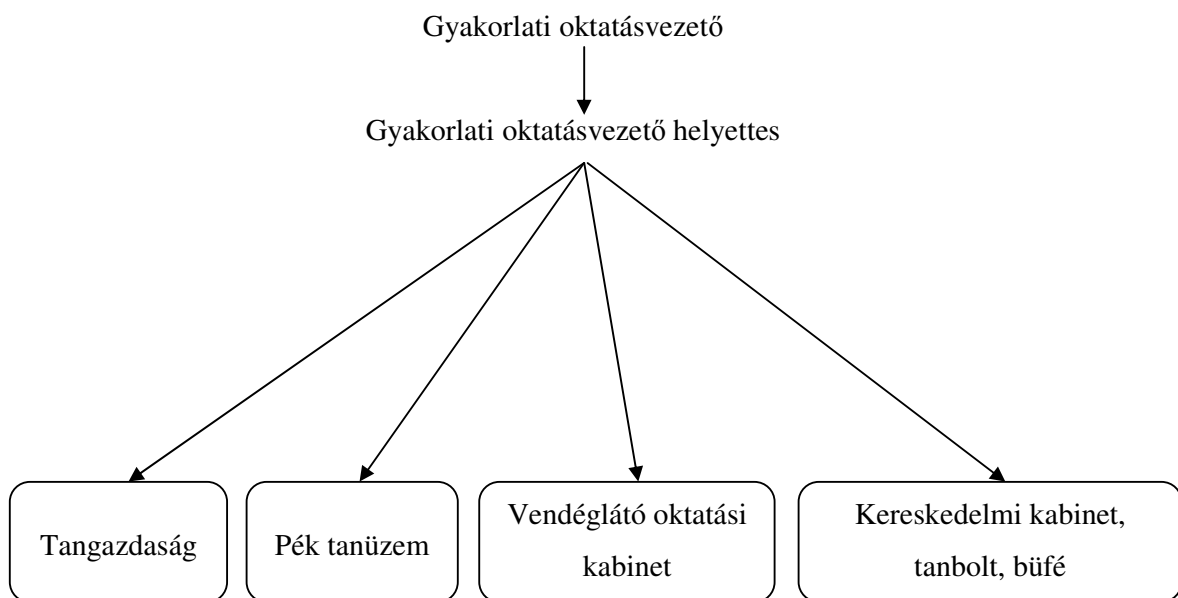 Gyakorlati oktatásvezető
Gyakorlati oktatásvezető helyettes
Tangazdaság
Pék tanüzem
Vendéglátó oktatási
kabinet
Kereskedelmi kabinet,
tanbolt, büfé